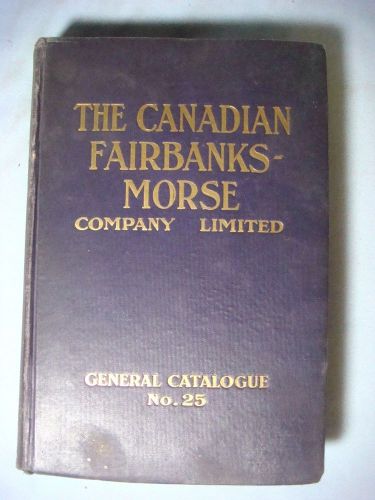 THE CANADIAN
FAIRBANKS-
MORSE
COMPANY LIMITED
GENERAL CATALOGUE
No. 25